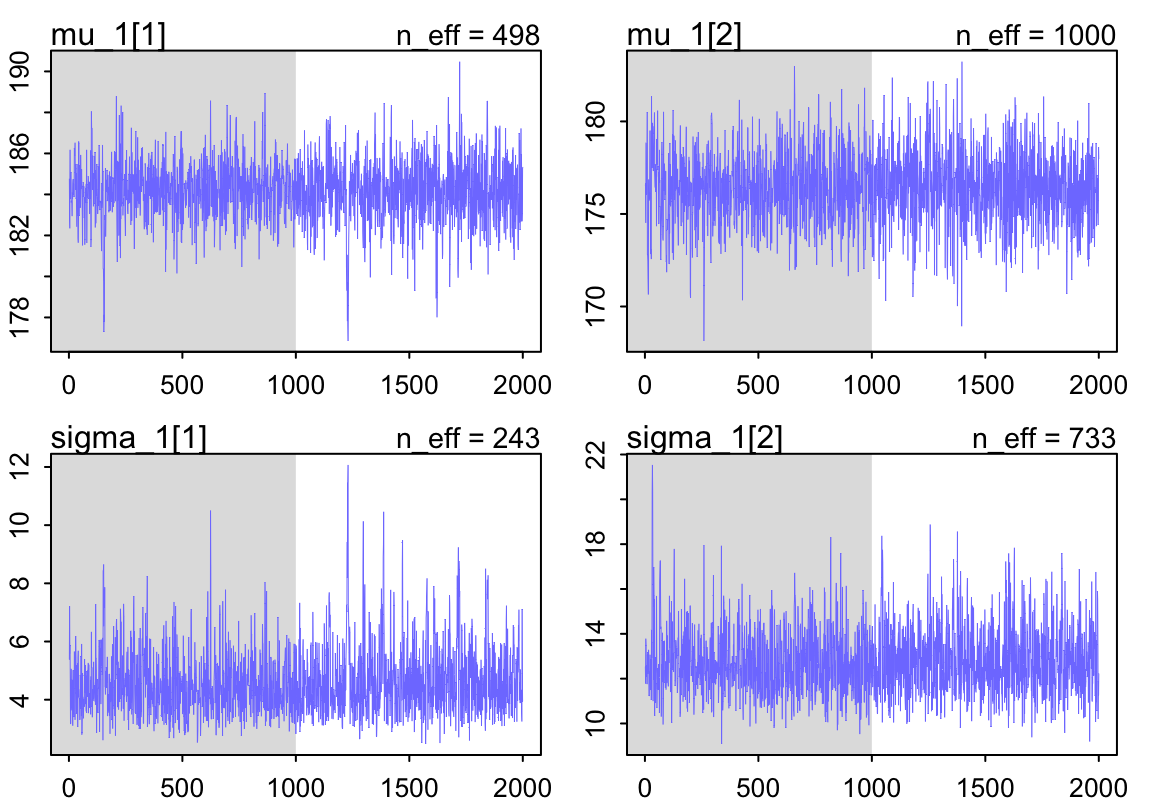 mu_1[1] n_eff = 498
190
186
182
178
0 500 1000 1500 2000
mu_1[2] n_eff = 1000
180
175
170
0 500 1000 1500 2000
sigma_1[1] n_eff = 243
12
10
8
6
4
0 500 1000 1500 2000
sigma_1[2] n_eff = 733
22
18
14
10
0 500 1000 1500 2000